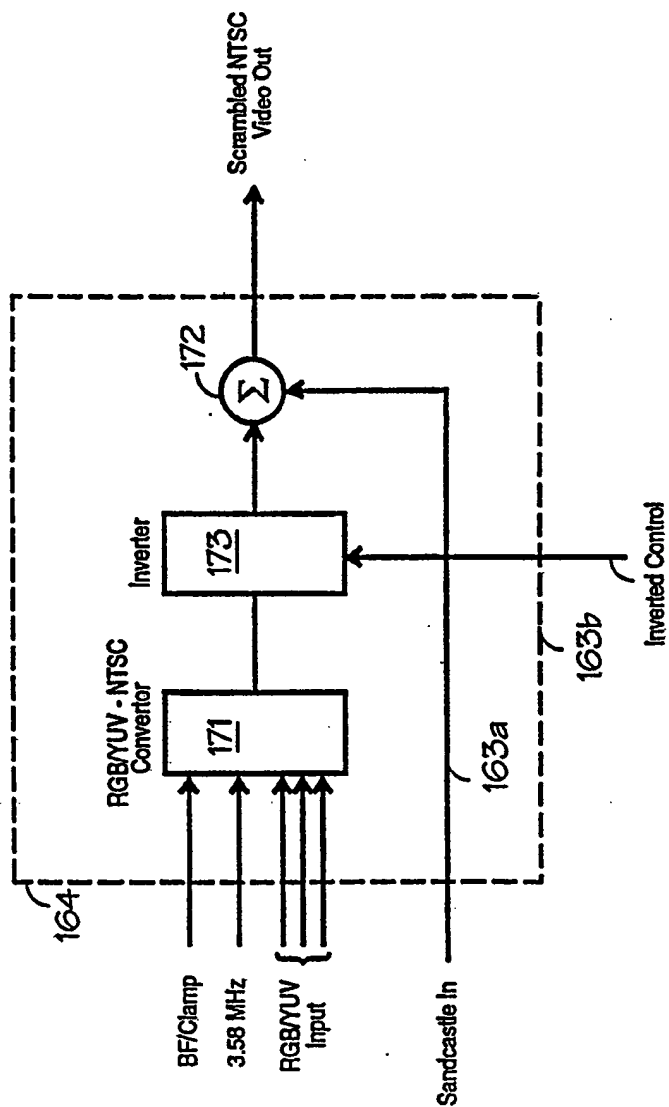 164
BF/Clamp
3.58 MHz
RGB/YUV
Input
Sandcastle In
RGB/YUV - NTSC
Convertor
171
Inverter
173
172
Σ
Scrambled NTSC
Video Out
163a
163b
Inverted Control